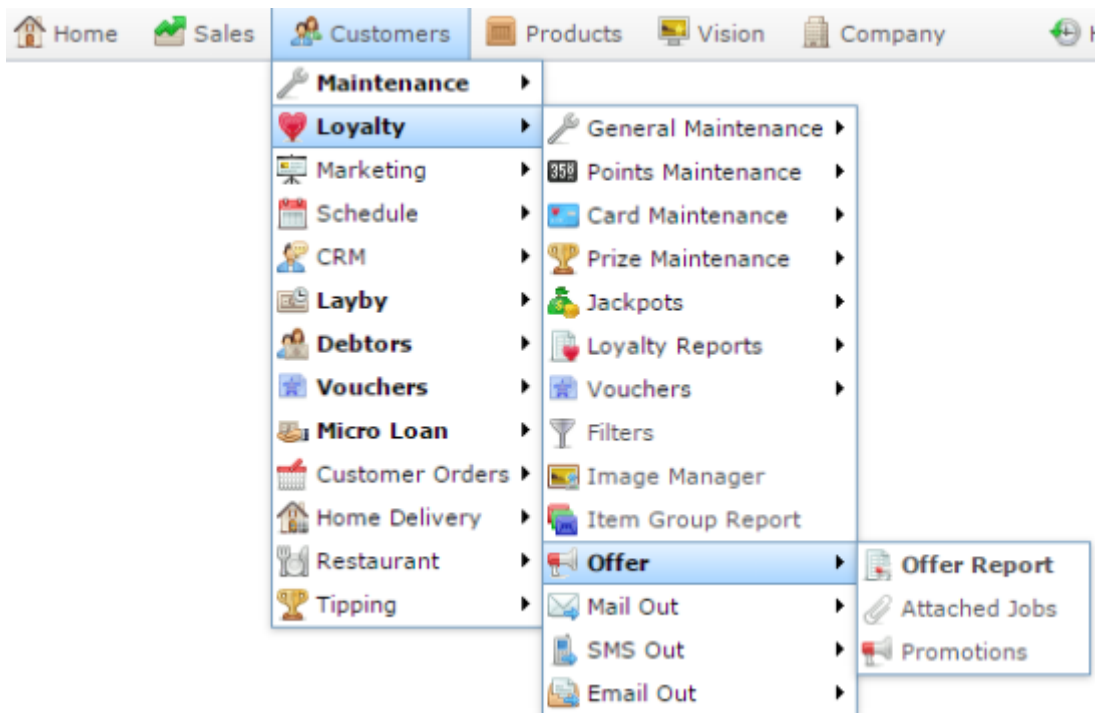 Home Sales Customers Products Vision Company
Maintenance
Loyalty
Marketing
Schedule
CRM
Layby
Debtors
Vouchers
Micro Loan
Customer Orders
Home Delivery
Restaurant
Tipping
General Maintenance
Points Maintenance
Card Maintenance
Prize Maintenance
Jackpots
Loyalty Reports
Vouchers
Filters
Image Manager
Item Group Report
Offer
Mail Out
SMS Out
Email Out
Offer Report
Attached Jobs
Promotions